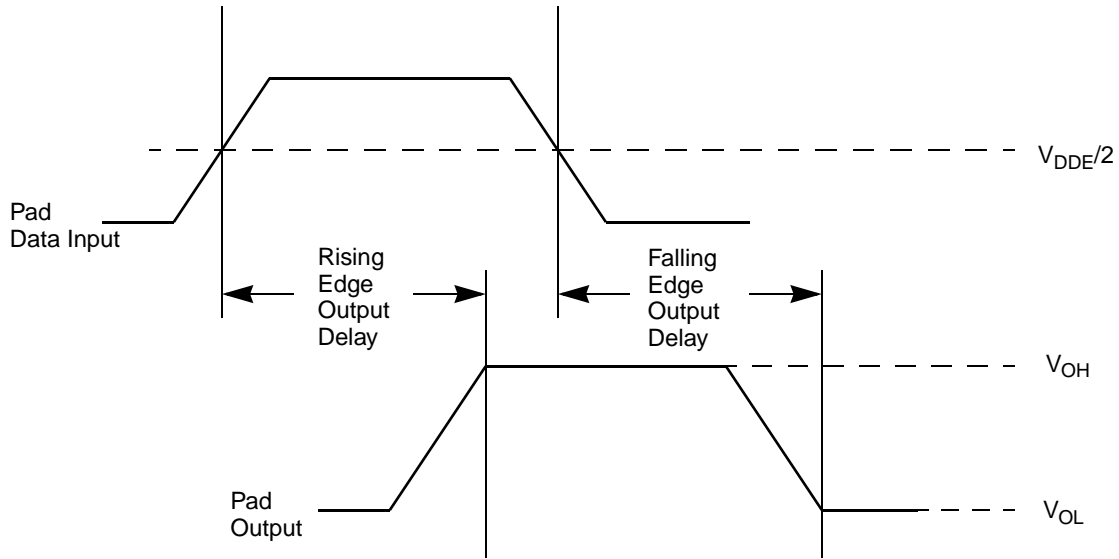 V_DDE/2
Pad
Data Input
Rising
Edge
Output
Delay
Falling
Edge
Output
Delay
V_OH
Pad
Output
V_OL